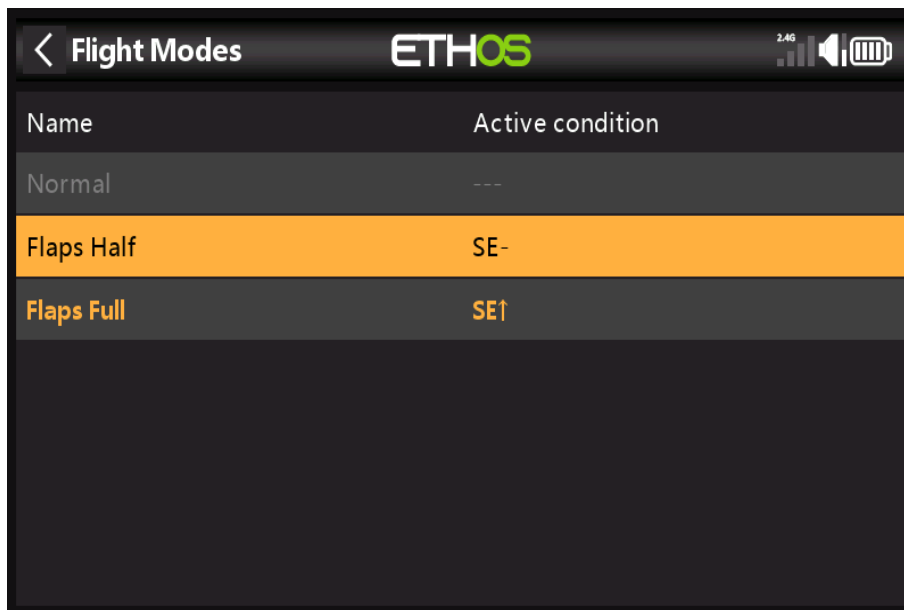 Flight Modes ETHOS 2.4G
Name Active condition
Normal ---
Flaps Half SE-
Flaps Full SE↑